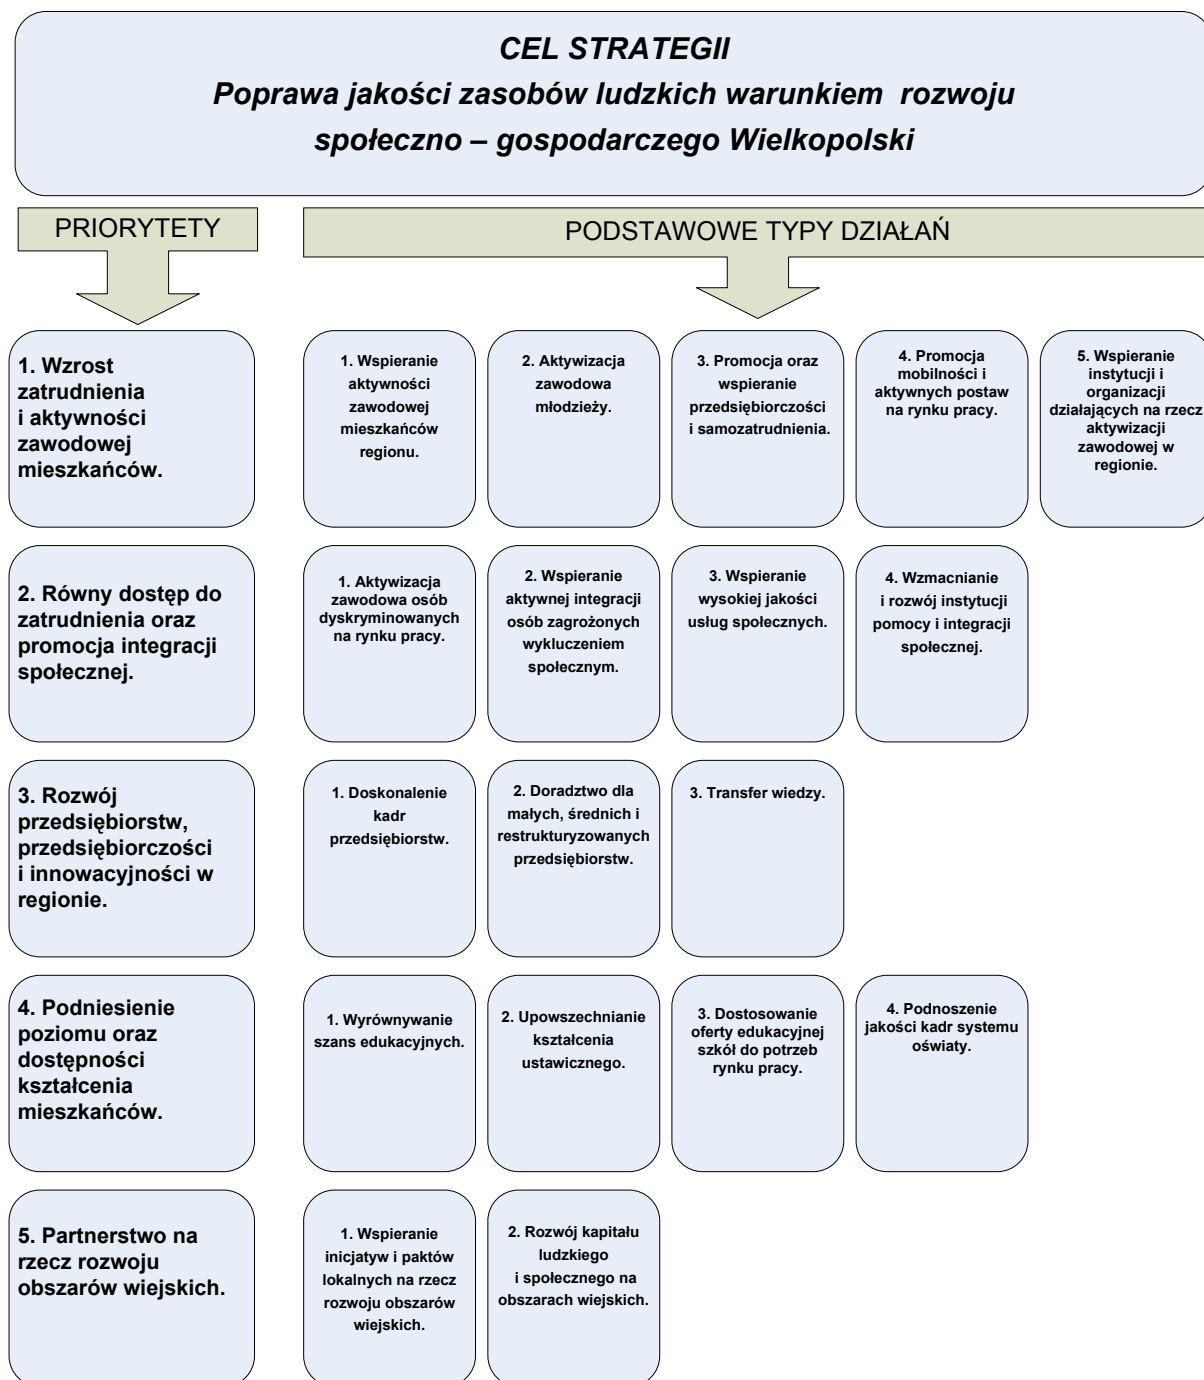 CEL STRATEGII
Poprawa jakości zasobów ludzkich warunkiem rozwoju
społeczno – gospodarczego Wielkopolski
PRIORYTETY
PODSTAWOWE TYPY DZIAŁAŃ
1. Wzrost
zatrudnienia
i aktywności
zawodowej
mieszkańców.
1. Wspieranie
aktywności
zawodowej
mieszkańców
regionu.
2. Aktywizacja
zawodowa
młodzieży.
3. Promocja oraz
wspieranie
przedsiębiorczości
i samozatrudnienia.
4. Promocja
mobilności i
aktywnych postaw
na rynku pracy.
5. Wspieranie
instytucji i
organizacji
działających na rzecz
aktywizacji
zawodowej w
regionie.
2. Równy dostęp do
zatrudnienia oraz
promocja integracji
społecznej.
1. Aktywizacja
zawodowa osób
dyskryminowanych
na rynku pracy.
2. Wspieranie
aktywnej integracji
osób zagrożonych
wykluczeniem
społecznym.
3. Wspieranie
wysokiej jakości
usług społecznych.
4. Wzmacnianie
i rozwój instytucji
pomocy i integracji
społecznej.
3. Rozwój
przedsiębiorstw,
przedsiębiorczości
i innowacyjności w
regionie.
1. Doskonalenie
kadr
przedsiębiorstw.
2. Doradztwo dla
małych, średnich i
restrukturyzowanych
przedsiębiorstw.
3. Transfer wiedzy.
4. Podniesienie
poziomu oraz
dostępności
kształcenia
mieszkańców.
1. Wyrównywanie
szans edukacyjnych.
2. Upowszechnianie
kształcenia
ustawicznego.
3. Dostosowanie
oferty edukacyjnej
szkół do potrzeb
rynku pracy.
4. Podnoszenie
jakości kadr systemu
oświaty.
5. Partnerstwo na
rzecz rozwoju
obszarów wiejskich.
1. Wspieranie
inicjatyw i paktów
lokalnych na rzecz
rozwoju obszarów
wiejskich.
2. Rozwój kapitału
ludzkiego
i społecznego na
obszarach wiejskich.